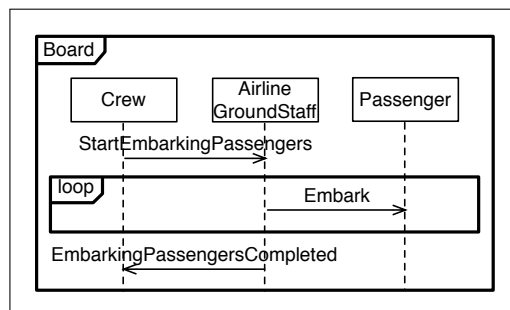 Board
Crew
Airline
GroundStaff
Passenger
StartEmbarkingPassengers
loop
Embark
EmbarkingPassengersCompleted